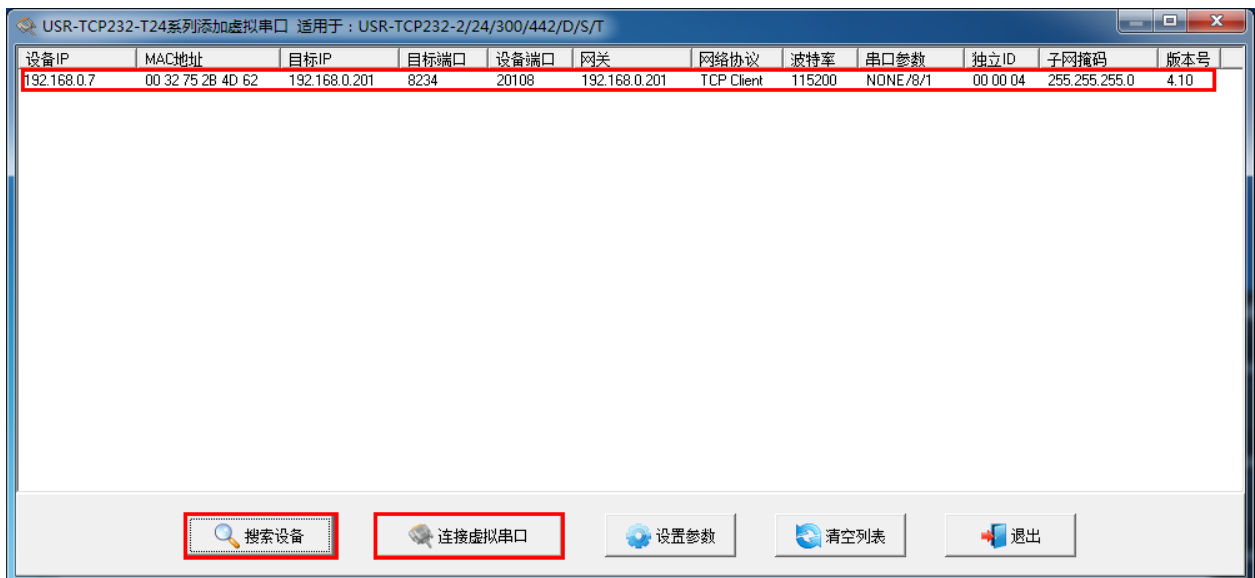 USR-TCP232-T24系列添加虚拟串口 适用于：USR-TCP232-2/24/300/442/D/S/T
设备IP MAC地址 目标IP 目标端口 设备端口 网关 网络协议 波特率 串口参数 独立ID 子网掩码 版本号
192.168.0.7 00 32 75 2B 4D 62 192.168.0.201 8234 20108 192.168.0.201 TCP Client 115200 NONE/8/1 00 00 04 255.255.255.0 4.10
搜索设备 连接虚拟串口 设置参数 清空列表 退出